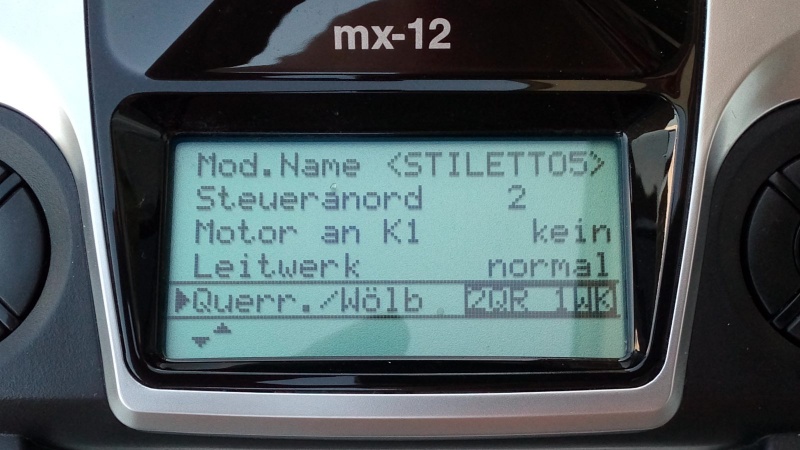 mx-12
Mod.Name <STILETTO5>
Steueranord 2
Motor an K1 kein
Leitwerk normal
Querr./Wölb 2QR 1WK